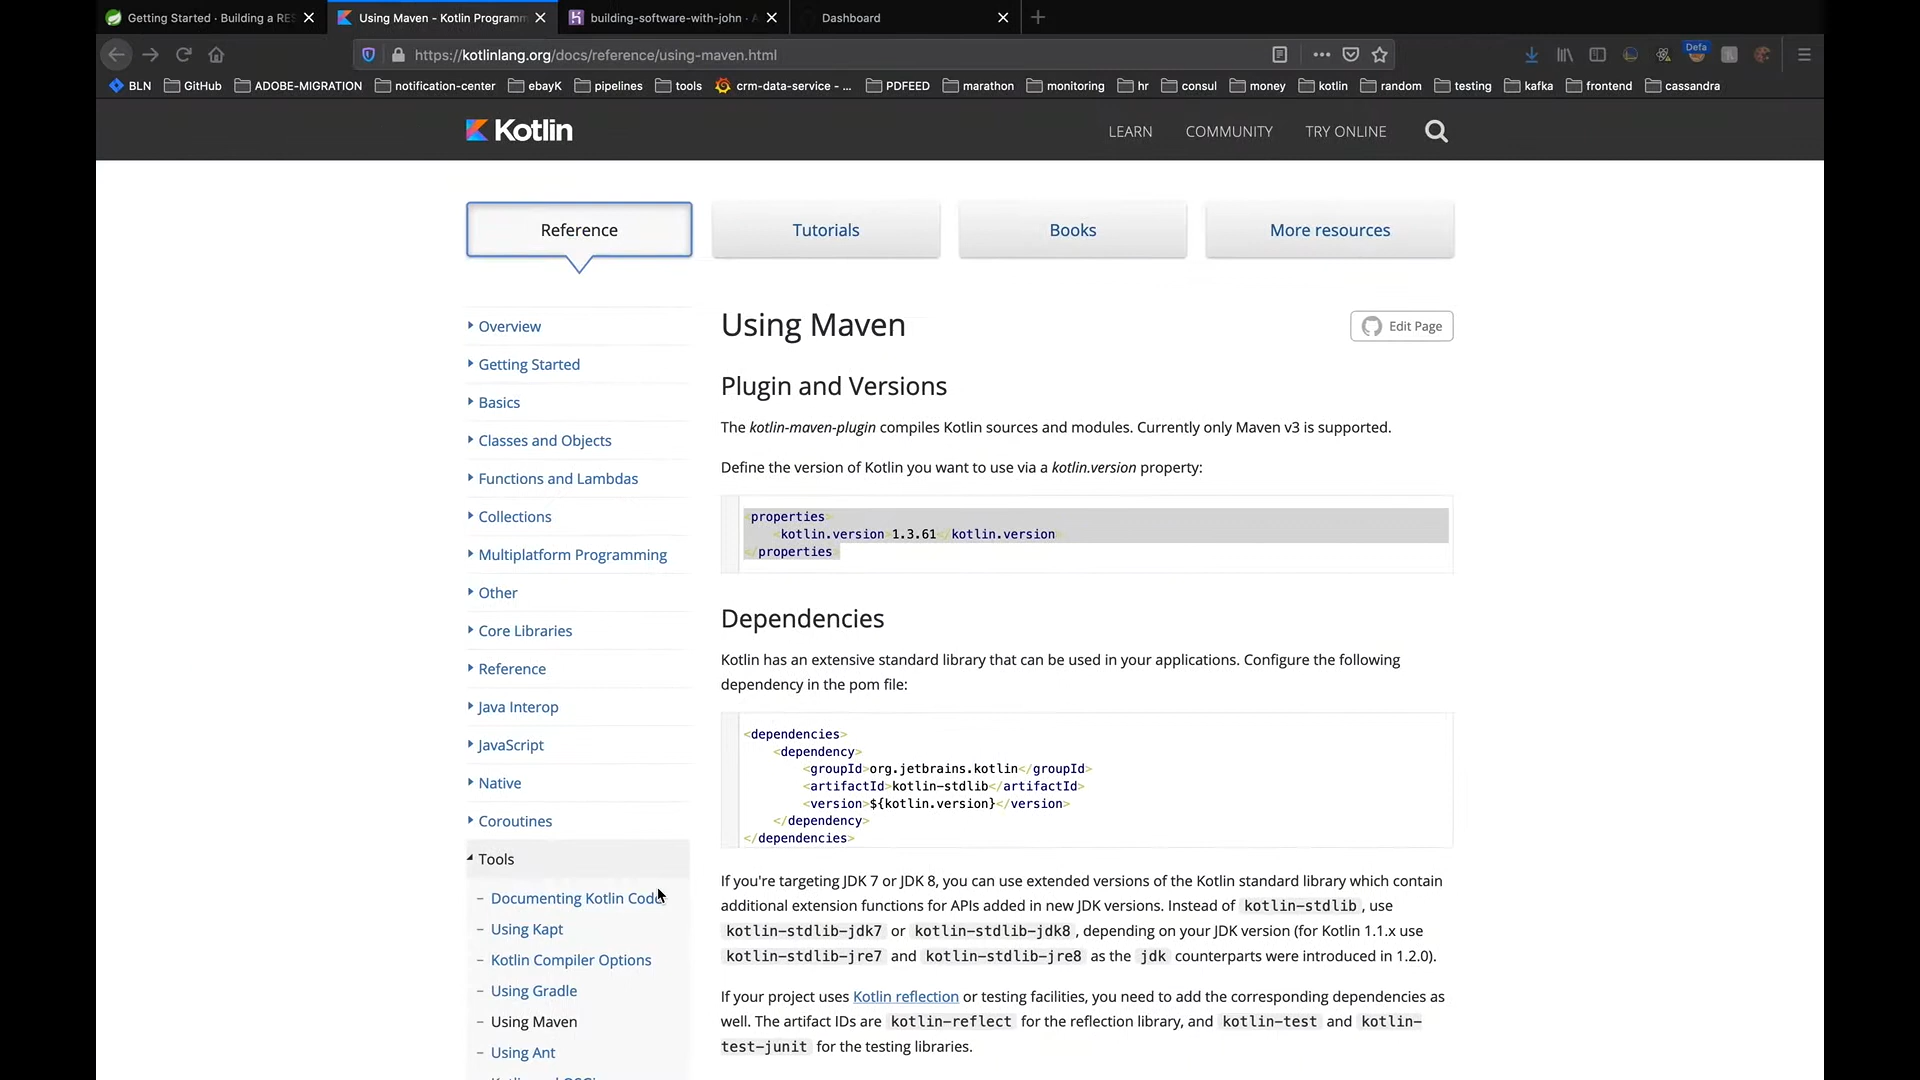 Getting Started · Building a RES
Using Maven - Kotlin Programm
building-software-with-john ·
Dashboard
https://kotlinlang.org/docs/reference/using-maven.html
Defa
BLN
GitHub
ADOBE-MIGRATION
notification-center
ebayK
pipelines
tools
crm-data-service - ...
PDFEED
marathon
monitoring
hr
consul
money
kotlin
random
testing
kafka
frontend
cassandra
Kotlin
LEARN
COMMUNITY
TRY ONLINE
Reference
Tutorials
Books
More resources
Overview
Getting Started
Basics
Classes and Objects
Functions and Lambdas
Collections
Multiplatform Programming
Other
Core Libraries
Reference
Java Interop
JavaScript
Native
Coroutines
Tools
– Documenting Kotlin Code
– Using Kapt
– Kotlin Compiler Options
– Using Gradle
– Using Maven
– Using Ant
Using Maven
Edit Page
Plugin and Versions
The kotlin-maven-plugin compiles Kotlin sources and modules. Currently only Maven v3 is supported.
Define the version of Kotlin you want to use via a kotlin.version property:
<properties>
<kotlin.version>1.3.61</kotlin.version>
</properties>
Dependencies
Kotlin has an extensive standard library that can be used in your applications. Configure the following
dependency in the pom file:
<dependencies>
<dependency>
<groupId>org.jetbrains.kotlin</groupId>
<artifactId>kotlin-stdlib</artifactId>
<version>${kotlin.version}</version>
</dependency>
</dependencies>
If you're targeting JDK 7 or JDK 8, you can use extended versions of the Kotlin standard library which contain
additional extension functions for APIs added in new JDK versions. Instead of kotlin-stdlib , use
kotlin-stdlib-jdk7 or kotlin-stdlib-jdk8 , depending on your JDK version (for Kotlin 1.1.x use
kotlin-stdlib-jre7 and kotlin-stdlib-jre8 as the jdk counterparts were introduced in 1.2.0).
If your project uses Kotlin reflection or testing facilities, you need to add the corresponding dependencies as
well. The artifact IDs are kotlin-reflect for the reflection library, and kotlin-test and kotlin-
test-junit for the testing libraries.